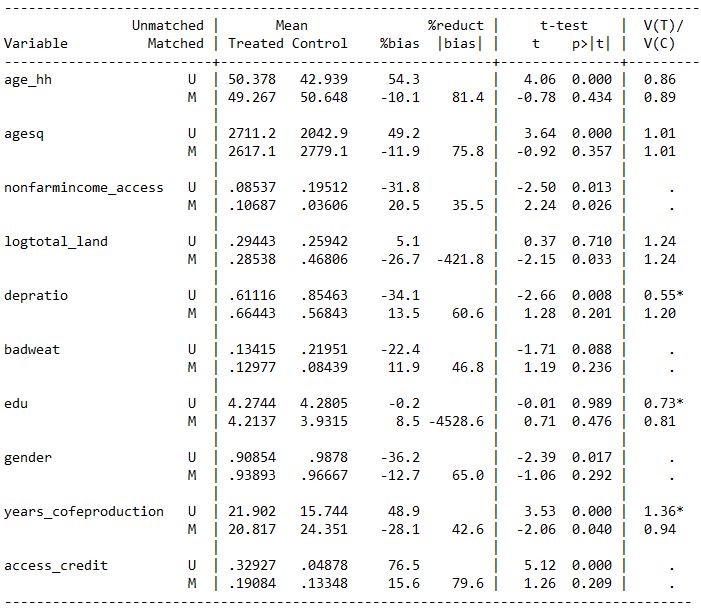 ----------------------------------------------------------------------------------------
                Unmatched |       Mean               %reduct |     t-test    |  V(T)/
Variable          Matched | Treated Control    %bias  |bias| |    t    p>|t| |  V(C)
--------------------------+----------------------------------+---------------+----------
age_hh                 U  | 50.378   42.939     54.3         |   4.06  0.000 |  0.86
                       M  | 49.267   50.648    -10.1    81.4 |  -0.78  0.434 |  0.89
                          |                                  |               |
agesq                  U  | 2711.2   2042.9     49.2         |   3.64  0.000 |  1.01
                       M  | 2617.1   2779.1    -11.9    75.8 |  -0.92  0.357 |  1.01
                          |                                  |               |
nonfarmincome_access   U  | .08537   .19512    -31.8         |  -2.50  0.013 |     .
                       M  | .10687   .03606     20.5    35.5 |   2.24  0.026 |     .
                          |                                  |               |
logtotal_land          U  | .29443   .25942      5.1         |   0.37  0.710 |  1.24
                       M  | .28538   .46806    -26.7  -421.8 |  -2.15  0.033 |  1.24
                          |                                  |               |
depratio               U  | .61116   .85463    -34.1         |  -2.66  0.008 |  0.55*
                       M  | .66443   .56843     13.5    60.6 |   1.28  0.201 |  1.20
                          |                                  |               |
badweat                U  | .13415   .21951    -22.4         |  -1.71  0.088 |     .
                       M  | .12977   .08439     11.9    46.8 |   1.19  0.236 |     .
                          |                                  |               |
edu                    U  | 4.2744   4.2805     -0.2         |  -0.01  0.989 |  0.73*
                       M  | 4.2137   3.9315      8.5 -4528.6 |   0.71  0.476 |  0.81
                          |                                  |               |
gender                 U  | .90854    .9878    -36.2         |  -2.39  0.017 |     .
                       M  | .93893   .96667    -12.7    65.0 |  -1.06  0.292 |     .
                          |                                  |               |
years_cofeproduction   U  | 21.902   15.744     48.9         |   3.53  0.000 |  1.36*
                       M  | 20.817   24.351    -28.1    42.6 |  -2.06  0.040 |  0.94
                          |                                  |               |
access_credit          U  | .32927   .04878     76.5         |   5.12  0.000 |     .
                       M  | .19084   .13348     15.6    79.6 |   1.26  0.209 |     .
----------------------------------------------------------------------------------------